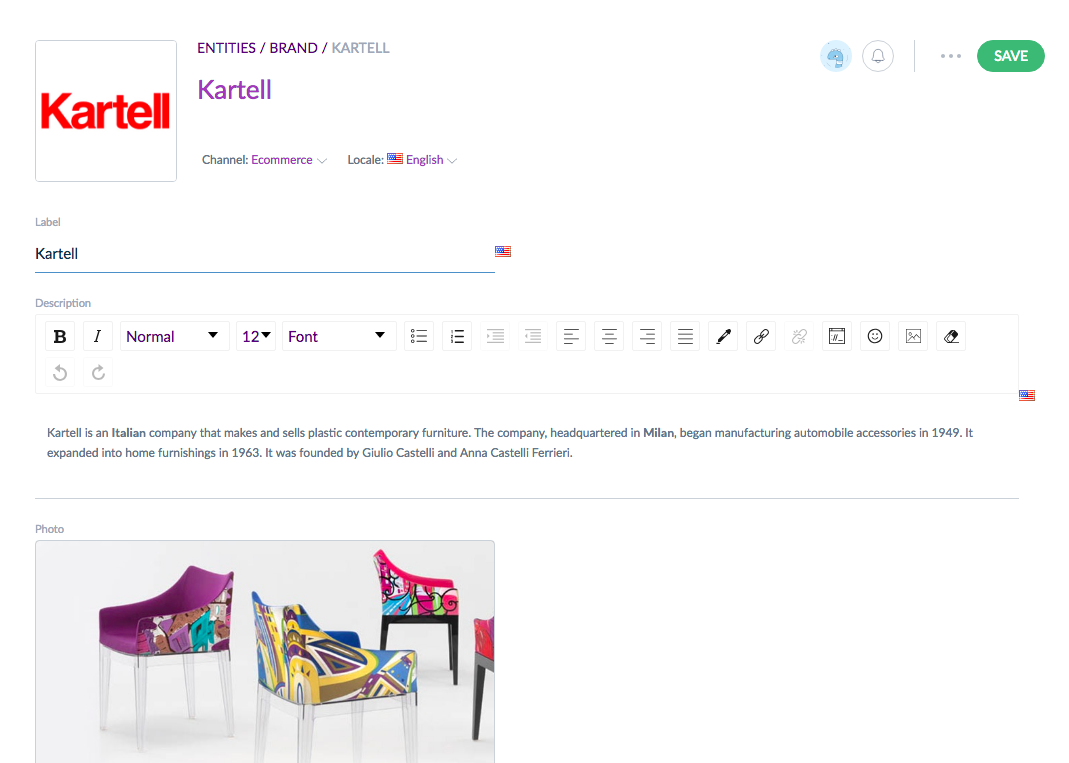 Kartell
ENTITIES / BRAND / KARTELL
SAVE
Kartell
Channel: Ecommerce Locale: English
Label
Kartell
Description
B I Normal 12 Font
Kartell is an Italian company that makes and sells plastic contemporary furniture. The company, headquartered in Milan, began manufacturing automobile accessories in 1949. It
expanded into home furnishings in 1963. It was founded by Giulio Castelli and Anna Castelli Ferrieri.
Photo